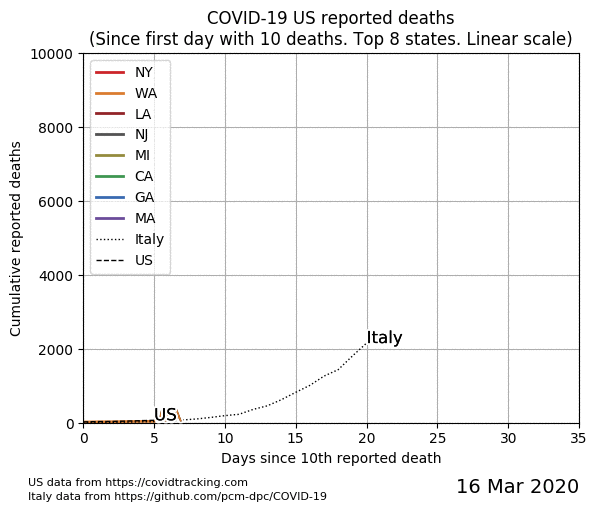 COVID-19 US reported deaths
(Since first day with 10 deaths. Top 8 states. Linear scale)
10000
8000
6000
4000
2000
0
Cumulative reported deaths
NY
WA
LA
NJ
MI
CA
GA
MA
Italy
US
Italy
US
0 5 10 15 20 25 30 35
Days since 10th reported death
US data from https://covidtracking.com
Italy data from https://github.com/pcm-dpc/COVID-19
16 Mar 2020